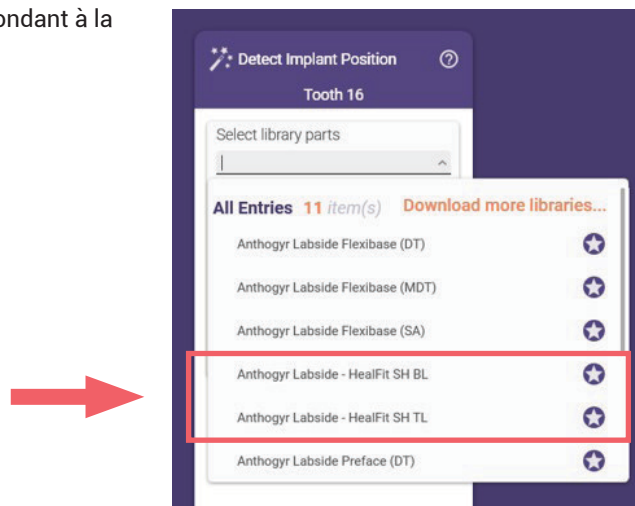 ondant à la
Detect Implant Position
Tooth 16
Select library parts
All Entries 11 item(s) Download more libraries...
Anthogyr Labside Flexibase (DT)
Anthogyr Labside Flexibase (MDT)
Anthogyr Labside Flexibase (SA)
Anthogyr Labside - HealFit SH BL
Anthogyr Labside - HealFit SH TL
Anthogyr Labside Preface (DT)